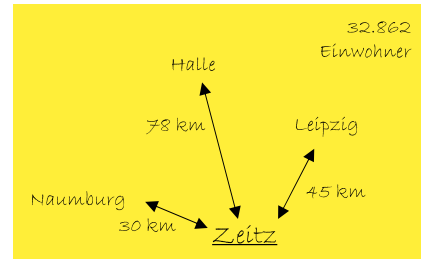 32.862
Einwohner
Halle
78 km
Leipzig
Naumburg
45 km
30 km
Zeitz